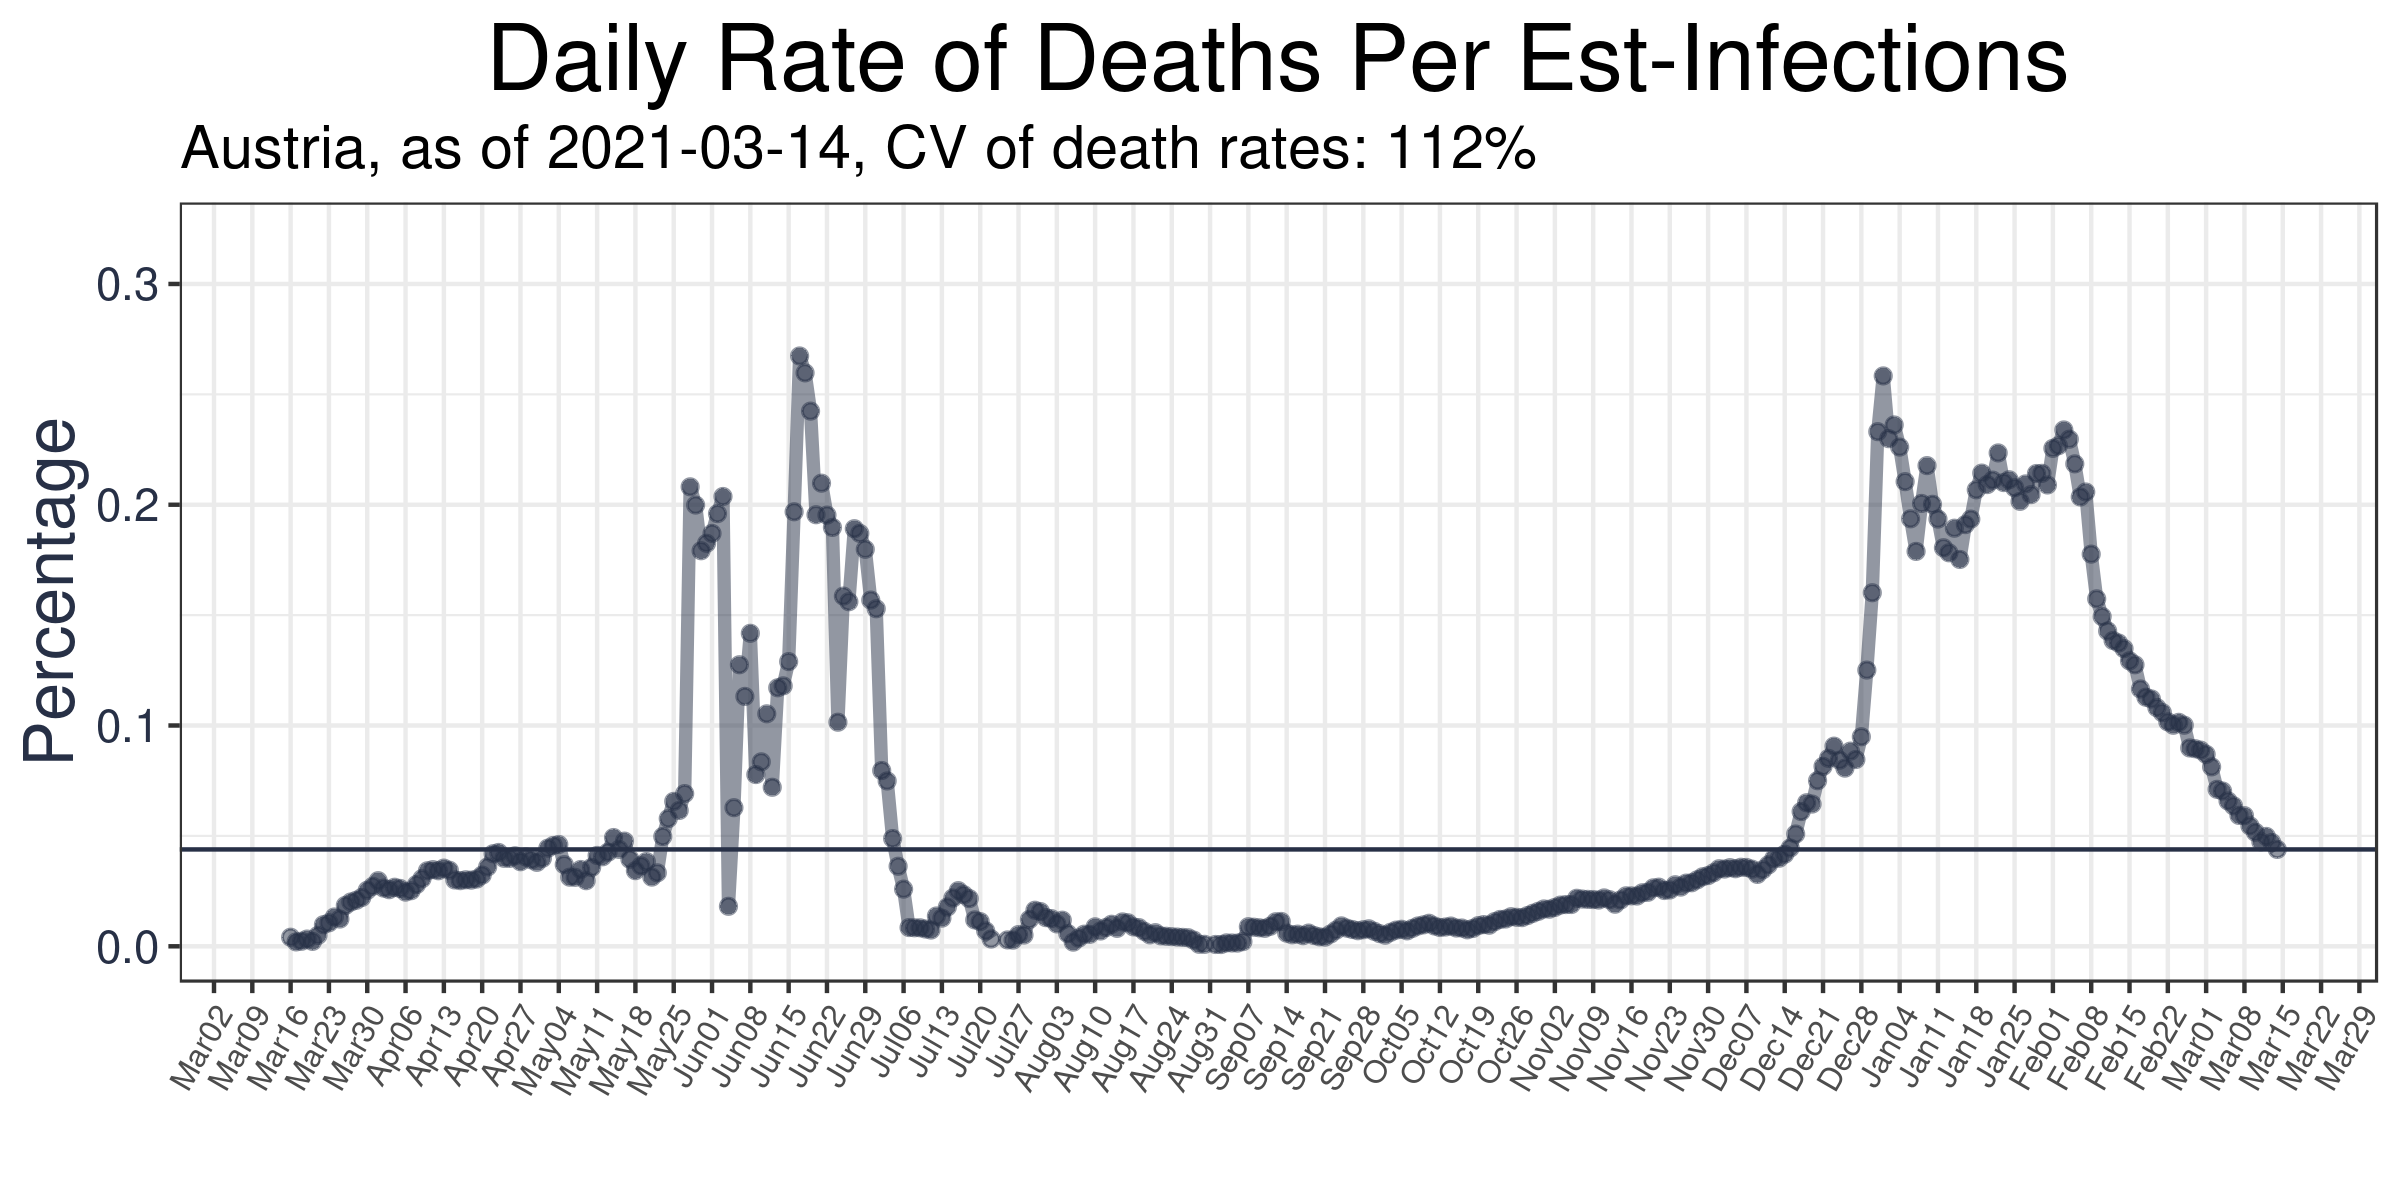 Daily Rate of Deaths Per Est-Infections
Austria, as of 2021-03-14, CV of death rates: 112%
Percentage
0.3
0.2
0.1
0.0
Mar02
Mar09
Mar16
Mar23
Mar30
Apr06
Apr13
Apr20
Apr27
May04
May11
May18
May25
Jun01
Jun08
Jun15
Jun22
Jun29
Jul06
Jul13
Jul20
Jul27
Aug03
Aug10
Aug17
Aug24
Aug31
Sep07
Sep14
Sep21
Sep28
Oct05
Oct12
Oct19
Oct26
Nov02
Nov09
Nov16
Nov23
Nov30
Dec07
Dec14
Dec21
Dec28
Jan04
Jan11
Jan18
Jan25
Feb01
Feb08
Feb15
Feb22
Mar01
Mar08
Mar15
Mar22
Mar29